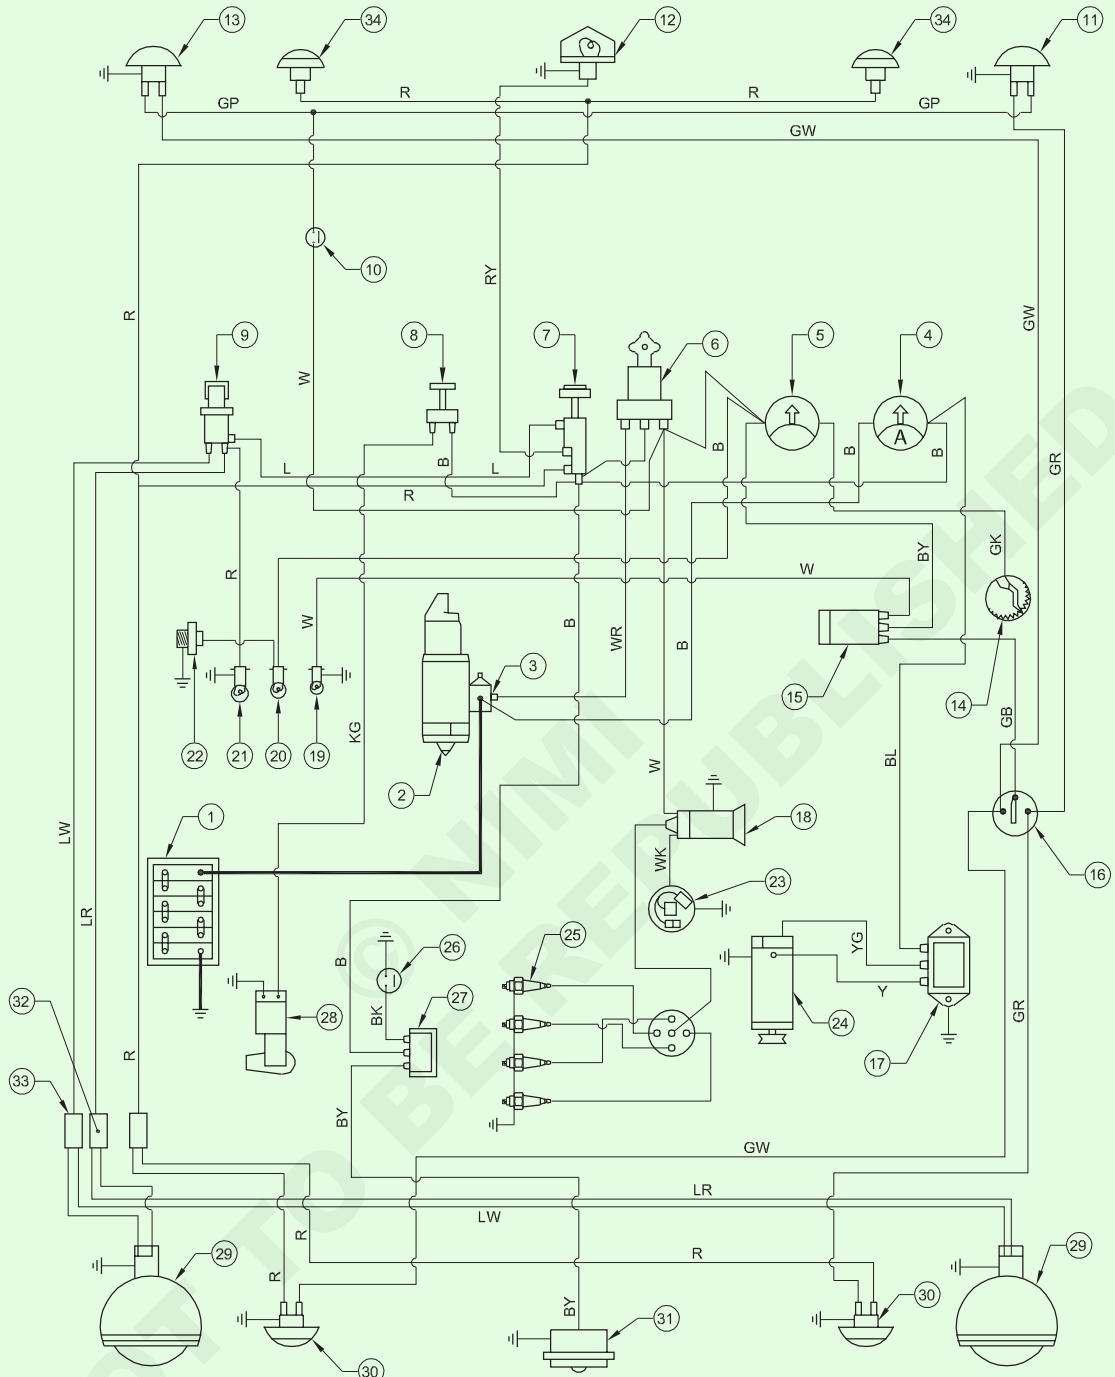 13
34
12
34
11
R
R
GP
GP
GW
10
RY
GW
R
9
8
7
6
5
4
W
A
B
B
B
B
L
L
R
GR
BY
GK
R
W
W
B
WR
B
3
15
14
GB
22
21
20
19
KG
2
BL
W
1
18
16
LW
WK
23
LR
B
26
25
YG
BK
27
Y
GR
32
28
24
17
33
R
BY
GW
LR
LW
R
R
R
29
29
BY
30
31
30
© NIMI
NOT TO BE REPUBLISHED